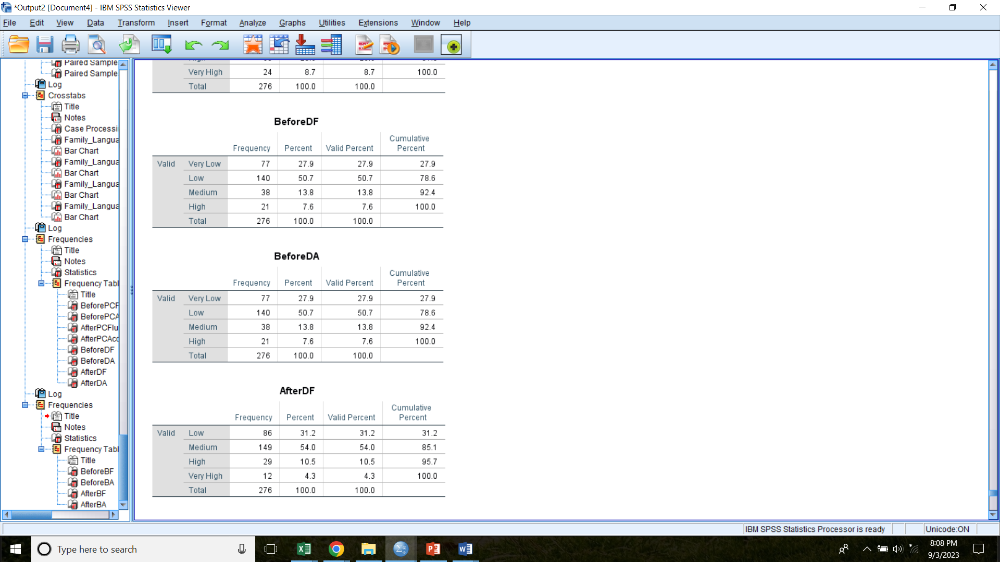 *Output2 [Document4] - IBM SPSS Statistics Viewer
File Edit View Data Transform Insert Format Analyze Graphs Utilities Extensions Window Help
Paired Sample
Paired Sample
Log
Crosstabs
Title
Notes
Case Processi
Family_Langua
Bar Chart
Family_Langua
Bar Chart
Family_Langua
Bar Chart
Family_Langua
Bar Chart
Log
Frequencies
Title
Notes
Statistics
Frequency Tabl
Title
BeforePCF
BeforePCA
AfterPCFlu
AfterPCAcc
BeforeDF
BeforeDA
AfterDF
AfterDA
Log
Frequencies
Title
Notes
Statistics
Frequency Tabl
Title
BeforeBF
BeforeBA
AfterBF
AfterBA
Very High 24 8.7 8.7 100.0
Total 276 100.0 100.0
BeforeDF
Frequency Percent Valid Percent Cumulative Percent
Valid Very Low 77 27.9 27.9 27.9
Low 140 50.7 50.7 78.6
Medium 38 13.8 13.8 92.4
High 21 7.6 7.6 100.0
Total 276 100.0 100.0
BeforeDA
Frequency Percent Valid Percent Cumulative Percent
Valid Very Low 77 27.9 27.9 27.9
Low 140 50.7 50.7 78.6
Medium 38 13.8 13.8 92.4
High 21 7.6 7.6 100.0
Total 276 100.0 100.0
AfterDF
Frequency Percent Valid Percent Cumulative Percent
Valid Low 86 31.2 31.2 31.2
Medium 149 54.0 54.0 85.1
High 29 10.5 10.5 95.7
Very High 12 4.3 4.3 100.0
Total 276 100.0 100.0
IBM SPSS Statistics Processor is ready Unicode:ON
Type here to search
8:08 PM
9/3/2023